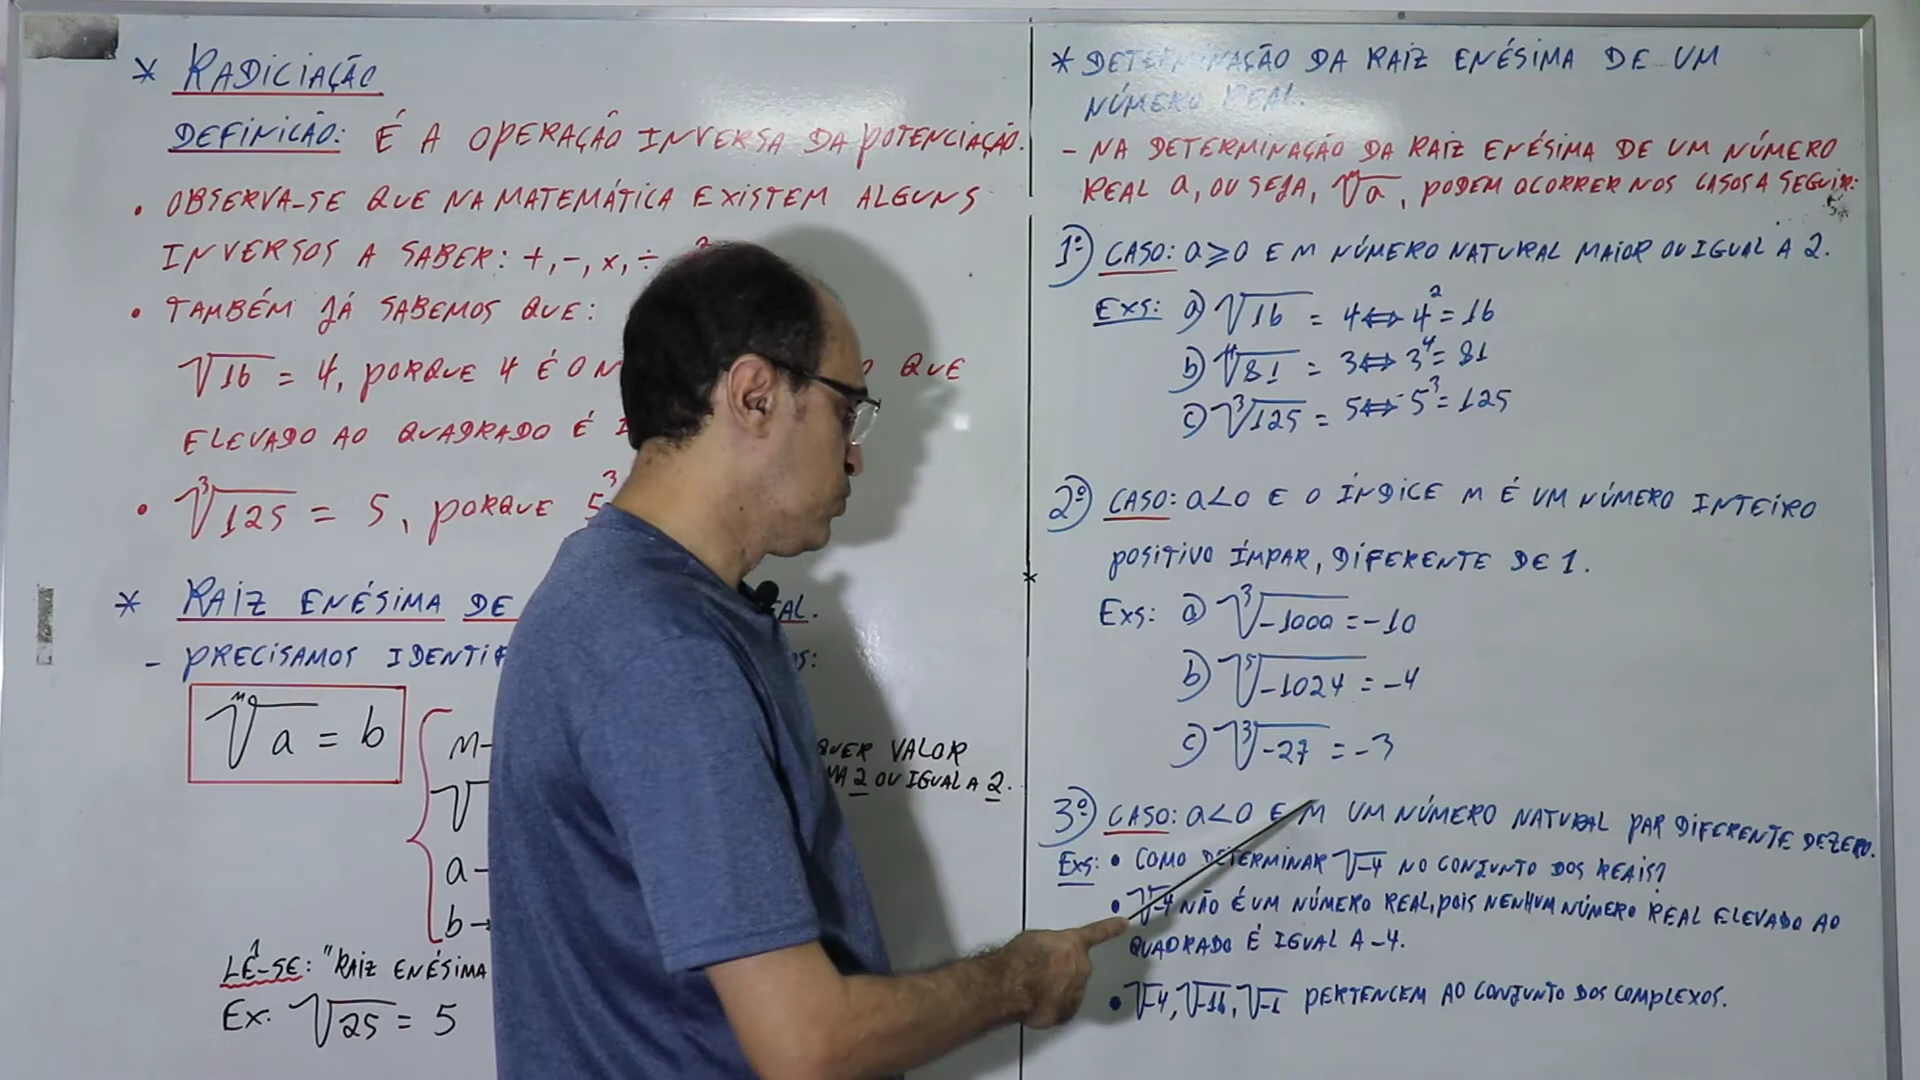 * RADICIAÇÃO
DEFINIÇÃO: É A OPERAÇÃO INVERSA DA POTENCIAÇÃO.
• OBSERVA-SE QUE NA MATEMÁTICA EXISTEM ALGUNS
INVERSOS A SABER: +, -, x, ÷
• TAMBÉM JÁ SABEMOS QUE:
√16 = 4, PORQUE 4 É O QUE
ELEVADO AO QUADRADO É
• ³√125 = 5, PORQUE 5³
* RAIZ ENÉSIMA DE
- PRECISAMOS
ⁿ√a = b
n-
√
a-
QUER VALOR
2 OU IGUAL A 2.
b→
LÊ-SE: "RAIZ ENÉSIMA
Ex. √25 = 5
* DETERMINAÇÃO DA RAIZ ENÉSIMA DE UM
NÚMERO REAL.
- NA DETERMINAÇÃO DA RAIZ ENÉSIMA DE UM NÚMERO
REAL a, OU SEJA, ⁿ√a, PODEM OCORRER NOS CASOS A SEGUIR:
1º) CASO: a≥0 E n NÚMERO NATURAL MAIOR OU IGUAL A 2.
Exs: a) √16 = 4⇔4²=16
b) ⁴√81 = 3⇔3⁴=81
c) ³√125 = 5⇔5³=125
2º) CASO: a<0 E O ÍNDICE n É UM NÚMERO INTEIRO
POSITIVO ÍMPAR, DIFERENTE DE 1.
Exs: a) ³√-1000 = -10
b) ⁵√-1024 = -4
c) ³√-27 = -3
3º) CASO: a<0 E n UM NÚMERO NATURAL PAR DIFERENTE DE ZERO.
Exs: • COMO DETERMINAR √-4 NO CONJUNTO DOS REAIS?
• √-4 NÃO É UM NÚMERO REAL, POIS NENHUM NÚMERO REAL ELEVADO AO
QUADRADO É IGUAL A -4.
• √-4, √-16, √-1 PERTENCEM AO CONJUNTO DOS COMPLEXOS.